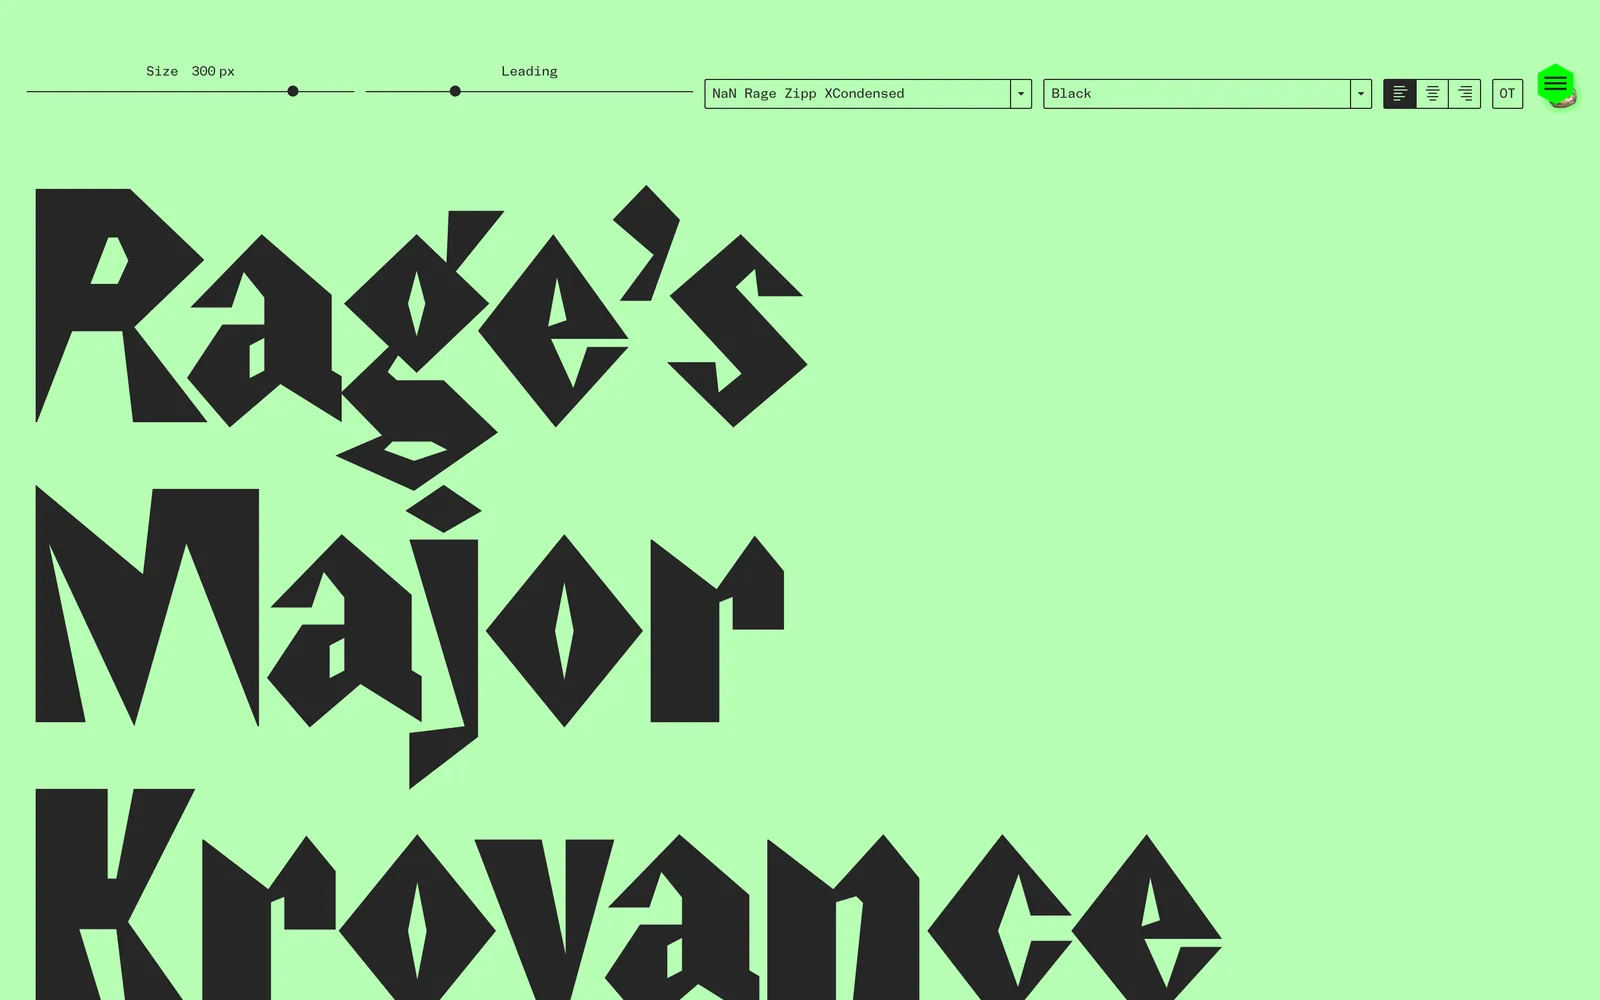 Size 300 px
Leading
NaN Rage Zipp XCondensed
Black
OT
Rage's
Major
Krovance